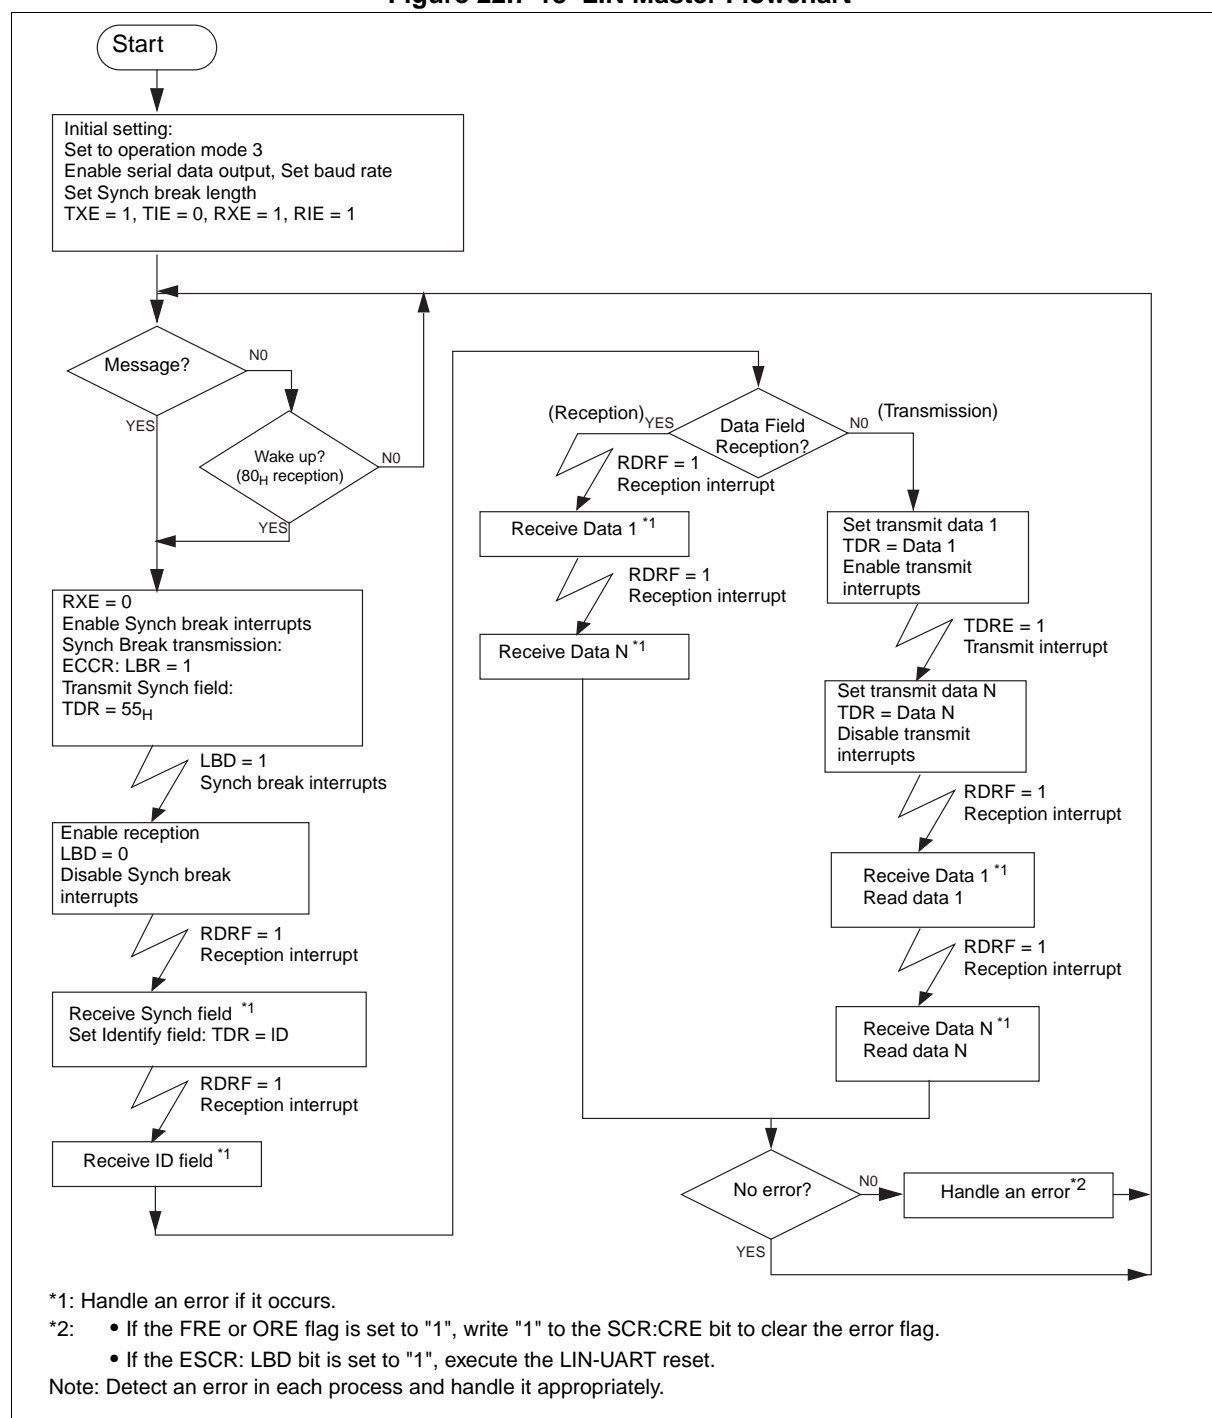 Figure 22.7-13 LIN Master Flowchart
Start
Initial setting:
Set to operation mode 3
Enable serial data output, Set baud rate
Set Synch break length
TXE = 1, TIE = 0, RXE = 1, RIE = 1
Message?
N0
YES
Wake up?
(80H reception)
N0
YES
RXE = 0
Enable Synch break interrupts
Synch Break transmission:
ECCR: LBR = 1
Transmit Synch field:
TDR = 55H
LBD = 1
Synch break interrupts
Enable reception
LBD = 0
Disable Synch break
interrupts
RDRF = 1
Reception interrupt
Receive Synch field *1
Set Identify field: TDR = ID
RDRF = 1
Reception interrupt
Receive ID field *1
Data Field
Reception?
(Reception) YES
N0 (Transmission)
RDRF = 1
Reception interrupt
Receive Data 1 *1
RDRF = 1
Reception interrupt
Receive Data N *1
Set transmit data 1
TDR = Data 1
Enable transmit
interrupts
TDRE = 1
Transmit interrupt
Set transmit data N
TDR = Data N
Disable transmit
interrupts
RDRF = 1
Reception interrupt
Receive Data 1 *1
Read data 1
RDRF = 1
Reception interrupt
Receive Data N *1
Read data N
No error?
N0
YES
Handle an error*2
*1: Handle an error if it occurs.
*2: • If the FRE or ORE flag is set to "1", write "1" to the SCR:CRE bit to clear the error flag.
• If the ESCR: LBD bit is set to "1", execute the LIN-UART reset.
Note: Detect an error in each process and handle it appropriately.